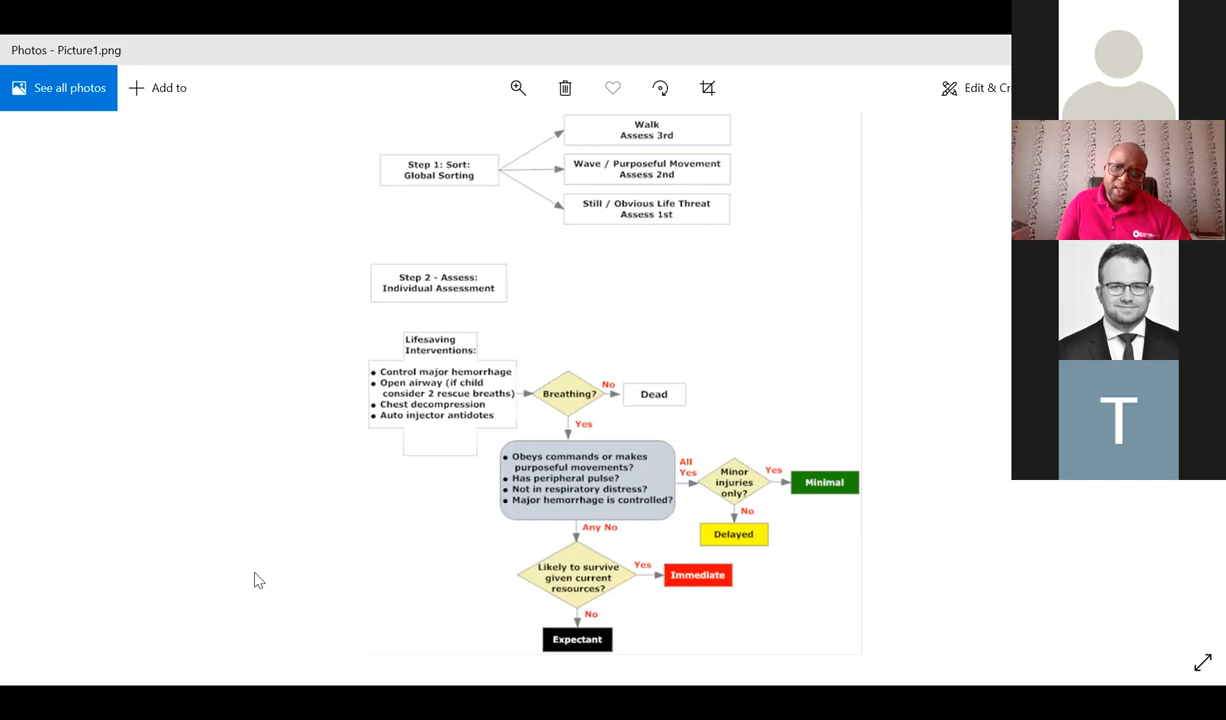 Photos - Picture1.png
See all photos
Add to
Edit & Cr
Walk
Assess 3rd
Step 1: Sort:
Global Sorting
Wave / Purposeful Movement
Assess 2nd
Still / Obvious Life Threat
Assess 1st
Step 2 - Assess:
Individual Assessment
Lifesaving
Interventions:
• Control major hemorrhage
• Open airway (if child
consider 2 rescue breaths)
• Chest decompression
• Auto injector antidotes
Breathing?
No
Dead
Yes
• Obeys commands or makes
purposeful movements?
• Has peripheral pulse?
• Not in respiratory distress?
• Major hemorrhage is controlled?
All
Yes
Minor
injuries
only?
Yes
Minimal
No
Delayed
Any No
Likely to survive
given current
resources?
Yes
Immediate
No
Expectant
T